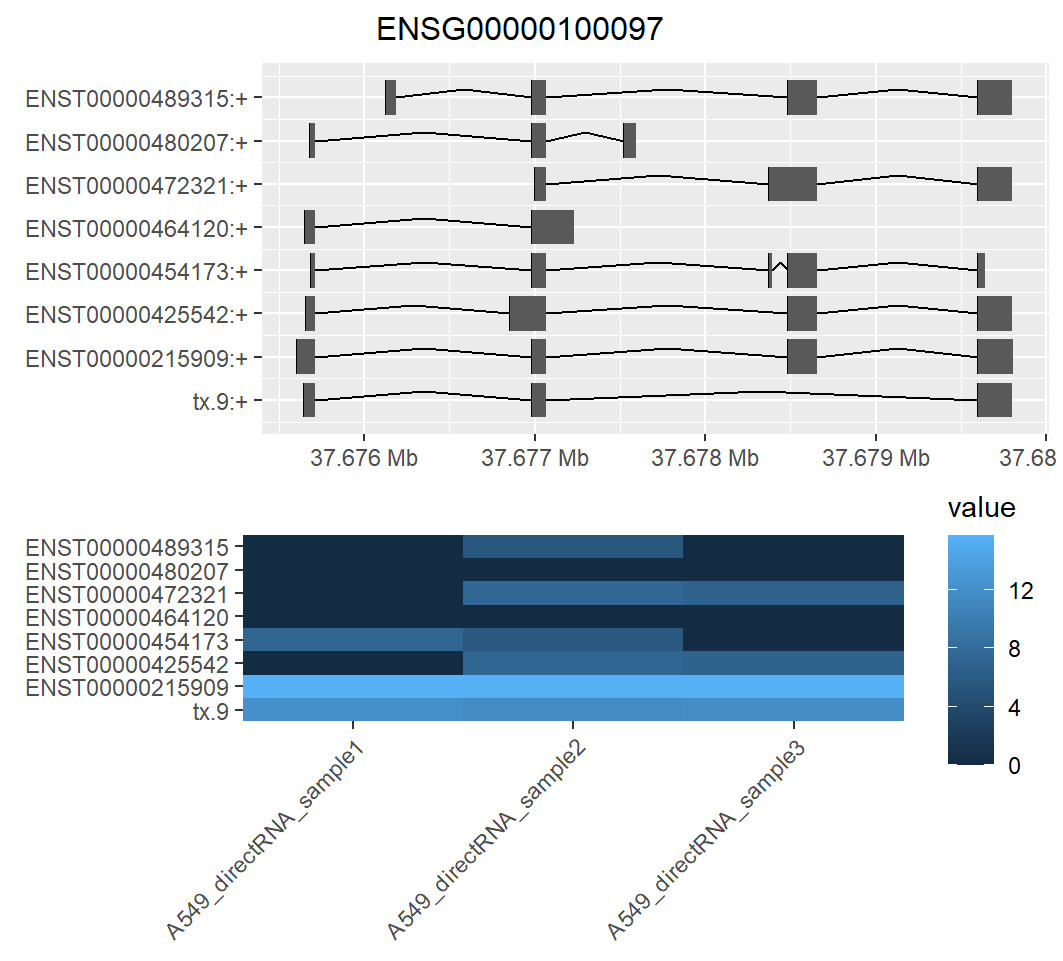 ENSG00000100097
ENST00000489315:+
ENST00000480207:+
ENST00000472321:+
ENST00000464120:+
ENST00000454173:+
ENST00000425542:+
ENST00000215909:+
tx.9:+
37.676 Mb 37.677 Mb 37.678 Mb 37.679 Mb 37.68
value
ENST00000489315
ENST00000480207
ENST00000472321
ENST00000464120
ENST00000454173
ENST00000425542
ENST00000215909
tx.9
12
8
4
0
A549_directRNA_sample1
A549_directRNA_sample2
A549_directRNA_sample3